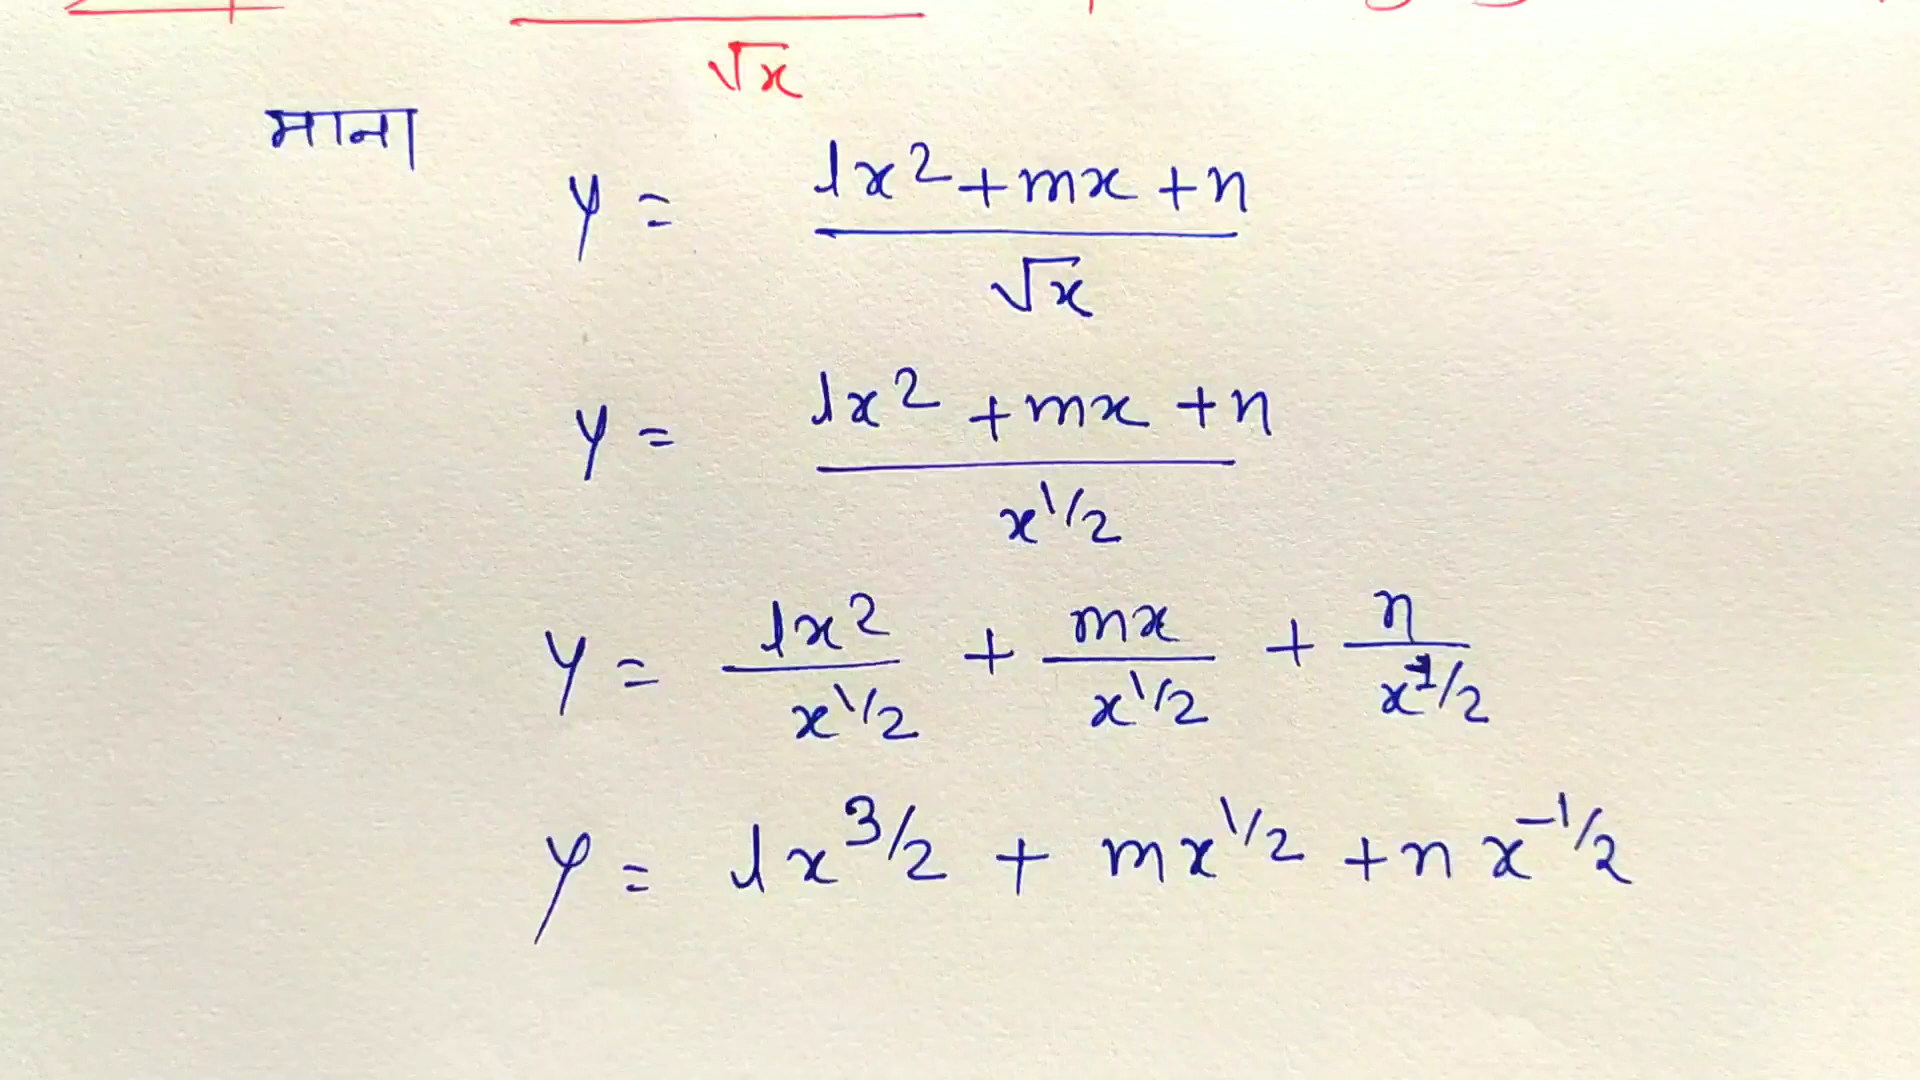 √x
माना
y = (lx² + mx + n) / √x
y = (lx² + mx + n) / x^1/2
y = lx² / x^1/2 + mx / x^1/2 + n / x^1/2
y = lx^3/2 + mx^1/2 + nx^-1/2